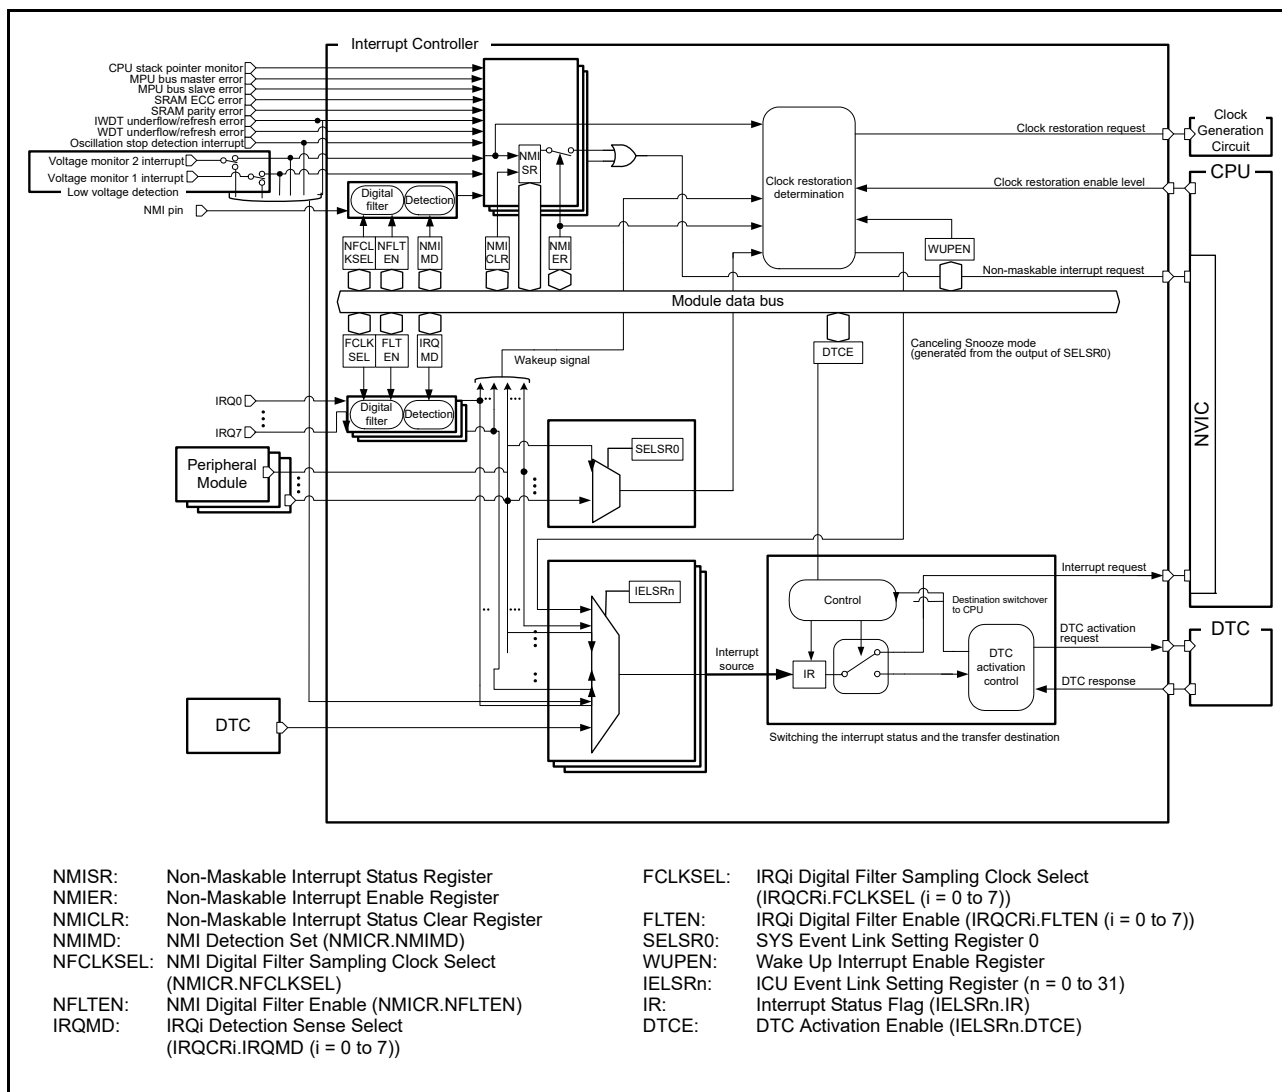 Interrupt Controller
CPU stack pointer monitor
MPU bus master error
MPU bus slave error
SRAM ECC error
SRAM parity error
IWDT underflow/refresh error
WDT underflow/refresh error
Oscillation stop detection interrupt
Voltage monitor 2 interrupt
Voltage monitor 1 interrupt
Low voltage detection
NMI pin
Digital
filter
Detection
NMI
SR
NFCL
KSEL
NFLT
EN
NMI
MD
NMI
CLR
NMI
ER
Clock restoration
determination
WUPEN
Clock restoration request
Clock restoration enable level
Non-maskable interrupt request
Clock
Generation
Circuit
CPU
NVIC
Module data bus
FCLK
SEL
FLT
EN
IRQ
MD
DTCE
Canceling Snooze mode
(generated from the output of SELSR0)
Wakeup signal
IRQ0
IRQ7
Digital
filter
Detection
Peripheral
Module
SELSR0
IELSRn
Interrupt
source
Control
Destination switchover
to CPU
IR
DTC
activation
control
Interrupt request
DTC activation
request
DTC response
DTC
DTC
Switching the interrupt status and the transfer destination
NMISR: Non-Maskable Interrupt Status Register
NMIER: Non-Maskable Interrupt Enable Register
NMICLR: Non-Maskable Interrupt Status Clear Register
NMIMD: NMI Detection Set (NMICR.NMIMD)
NFCLKSEL: NMI Digital Filter Sampling Clock Select
(NMICR.NFCLKSEL)
NFLTEN: NMI Digital Filter Enable (NMICR.NFLTEN)
IRQMD: IRQi Detection Sense Select
(IRQCRi.IRQMD (i = 0 to 7))
FCLKSEL: IRQi Digital Filter Sampling Clock Select
(IRQCRi.FCLKSEL (i = 0 to 7))
FLTEN: IRQi Digital Filter Enable (IRQCRi.FLTEN (i = 0 to 7))
SELSR0: SYS Event Link Setting Register 0
WUPEN: Wake Up Interrupt Enable Register
IELSRn: ICU Event Link Setting Register (n = 0 to 31)
IR: Interrupt Status Flag (IELSRn.IR)
DTCE: DTC Activation Enable (IELSRn.DTCE)